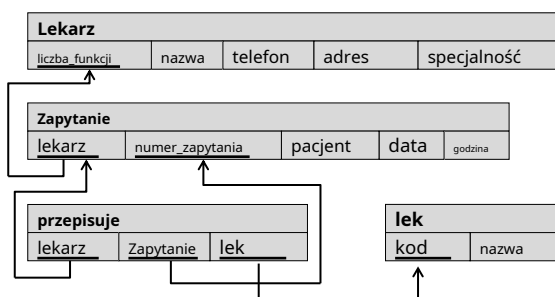 Lekarz
liczba_funkcji nazwa telefon adres specjalność
Zapytanie
lekarz numer_zapytania pacjent data godzina
przepisuje lek
lekarz Zapytanie lek kod nazwa